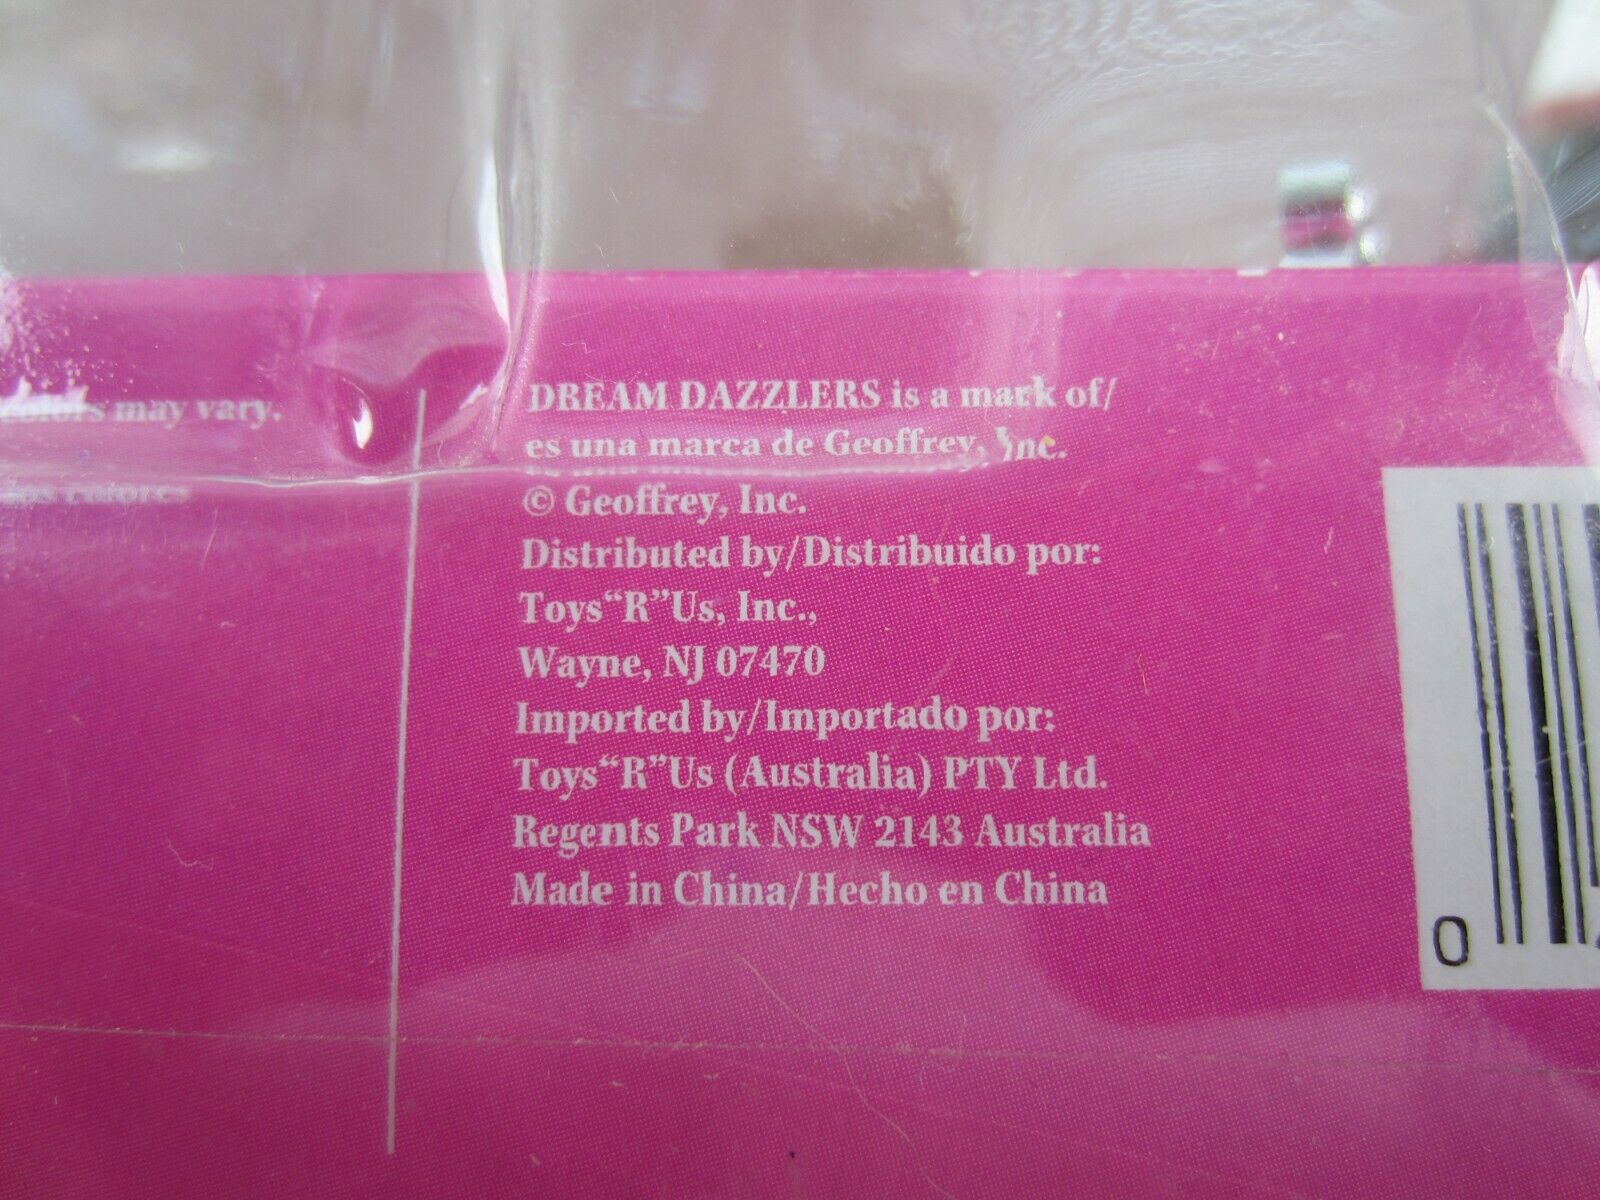 may vary.
colores
DREAM DAZZLERS is a mark of/
es una marca de Geoffrey, Inc.
© Geoffrey, Inc.
Distributed by/Distribuido por:
Toys“R”Us, Inc.,
Wayne, NJ 07470
Imported by/Importado por:
Toys“R”Us (Australia) PTY Ltd.
Regents Park NSW 2143 Australia
Made in China/Hecho en China
0